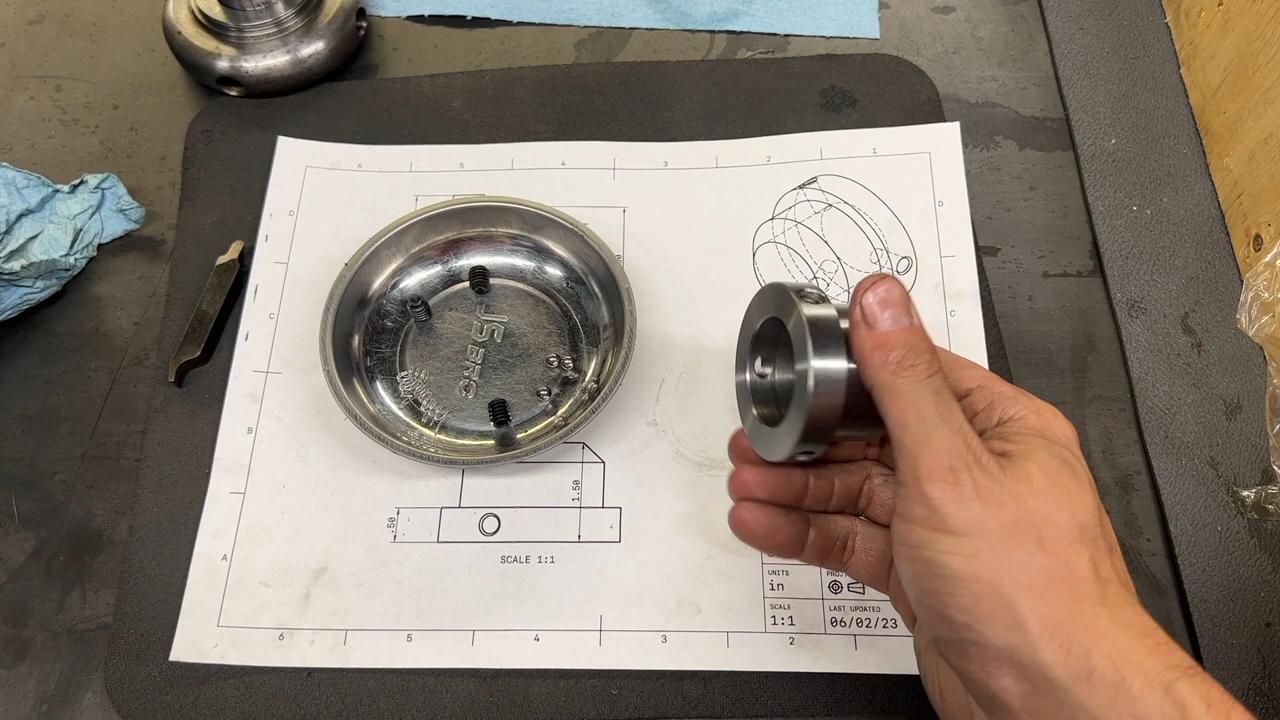 6 5 4 3 2 1
D
D
C
C
B
A
1.50
.50
SCALE 1:1
UNITS
in
SCALE
1:1
LAST UPDATED
06/02/23
6 5 4 3 2